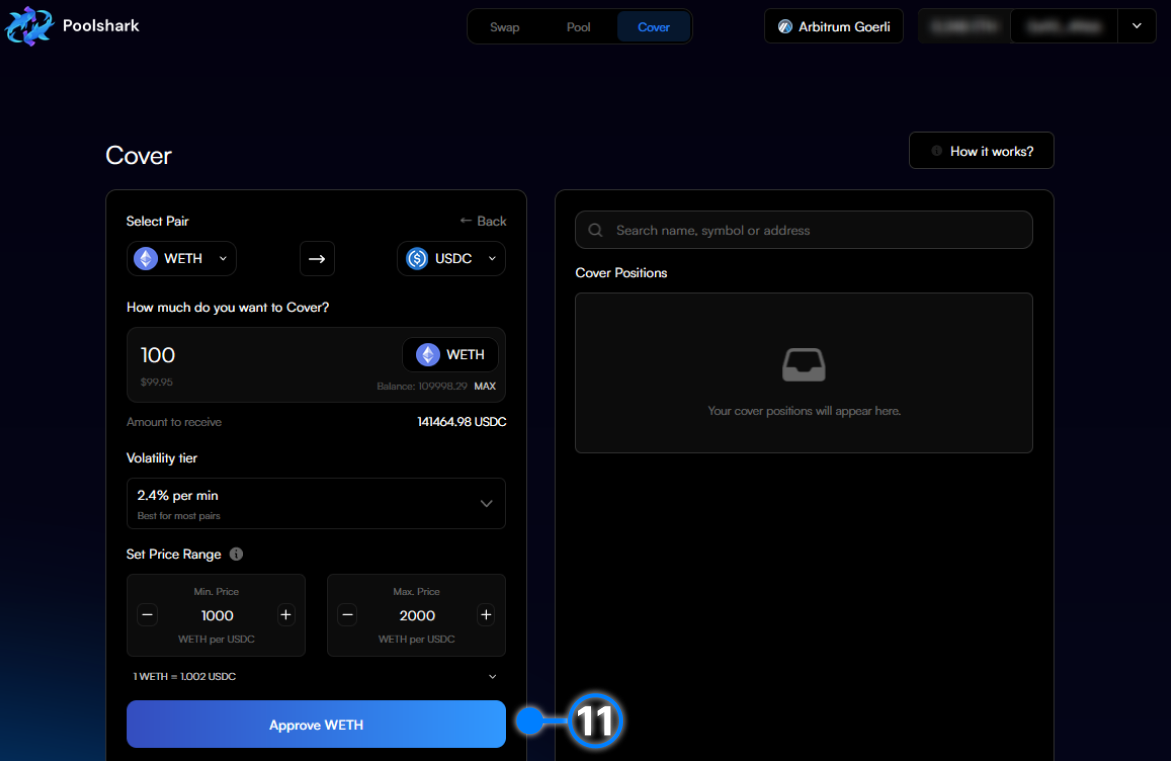 Poolshark
Swap Pool Cover
Arbitrum Goerli
Cover
How it works?
Select Pair
← Back
WETH → USDC
How much do you want to Cover?
100 WETH
$99.95 Balance: 109998.29 MAX
Amount to receive 141464.98 USDC
Volatility tier
2.4% per min
Best for most pairs
Set Price Range
Min. Price
− 1000 +
WETH per USDC
Max. Price
− 2000 +
WETH per USDC
1 WETH = 1.002 USDC
Approve WETH
11
Search name, symbol or address
Cover Positions
Your cover positions will appear here.